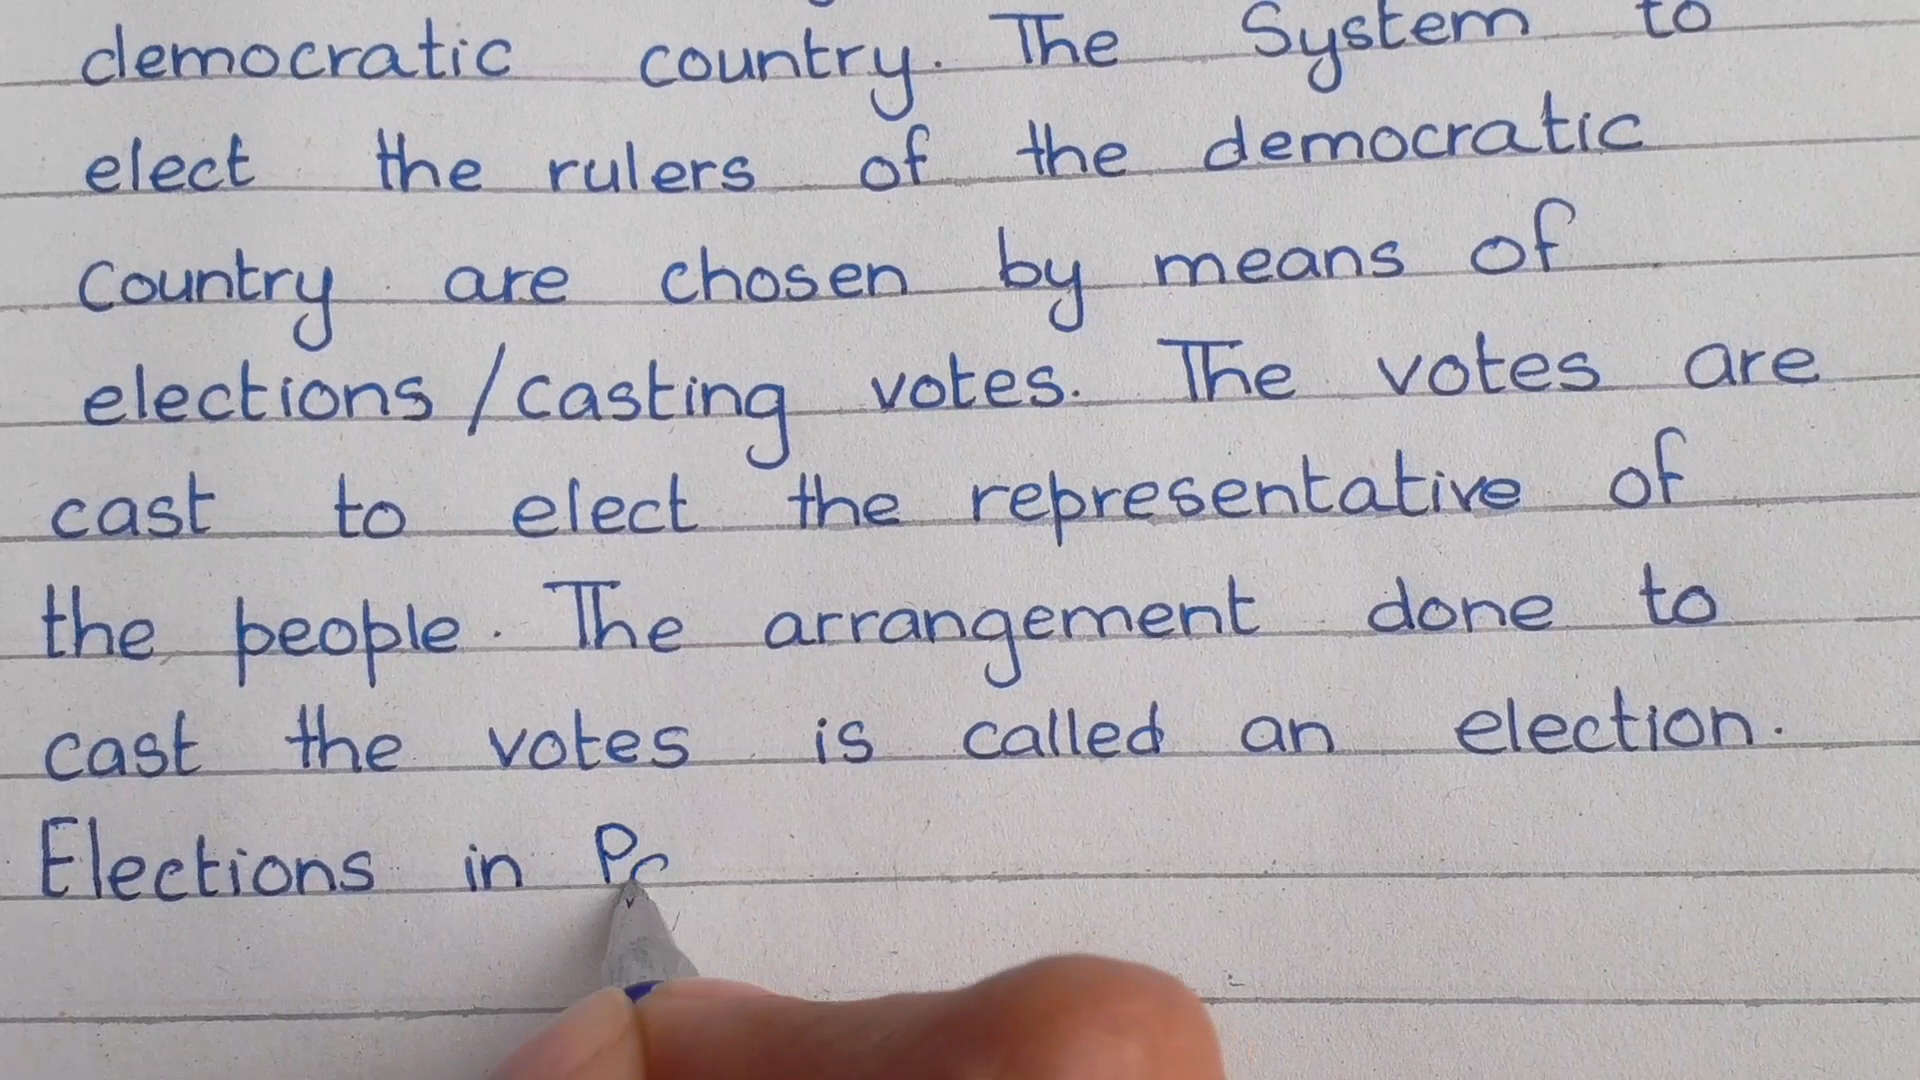 democratic country. The System to
elect the rulers of the democratic
Country are chosen by means of
elections / casting votes. The votes are
cast to elect the representative of
the people. The arrangement done to
cast the votes is called an election.
Elections in